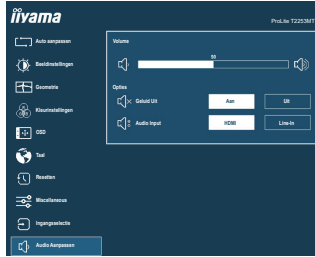 iiyama
ProLite T2253MT
Auto aanpassen
Beeldinstellingen
Geometrie
Kleurinstellingen
OSD
Taal
Resetten
Miscellaneous
Ingangsselectie
Audio Aanpassen
Volume
50
Opties
Geluid Uit
Aan
Uit
Audio Input
HDMI
Line-In